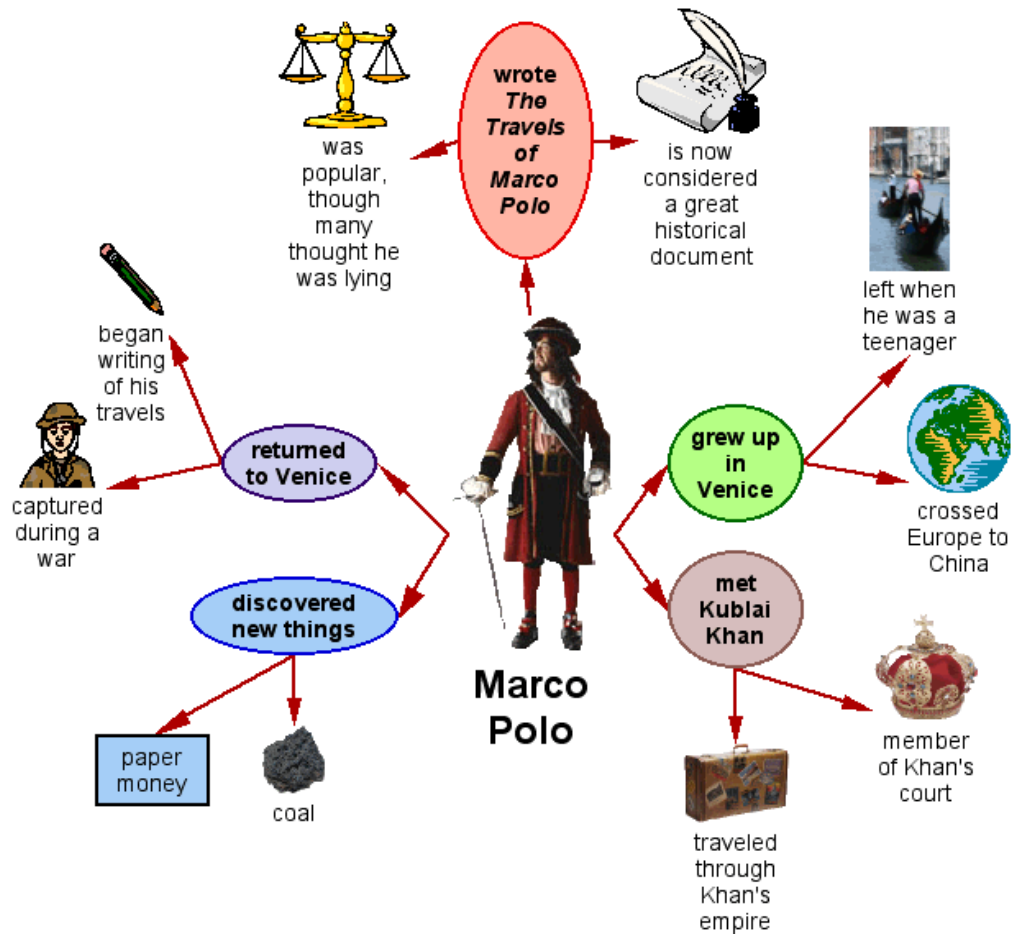 wrote
The
Travels
of
Marco
Polo
was
popular,
though
many
thought he
was lying
is now
considered
a great
historical
document
left when
he was a
teenager
began
writing
of his
travels
returned
to Venice
grew up
in
Venice
captured
during a
war
crossed
Europe to
China
discovered
new things
met
Kublai
Khan
Marco
Polo
paper
money
coal
member
of Khan's
court
traveled
through
Khan's
empire